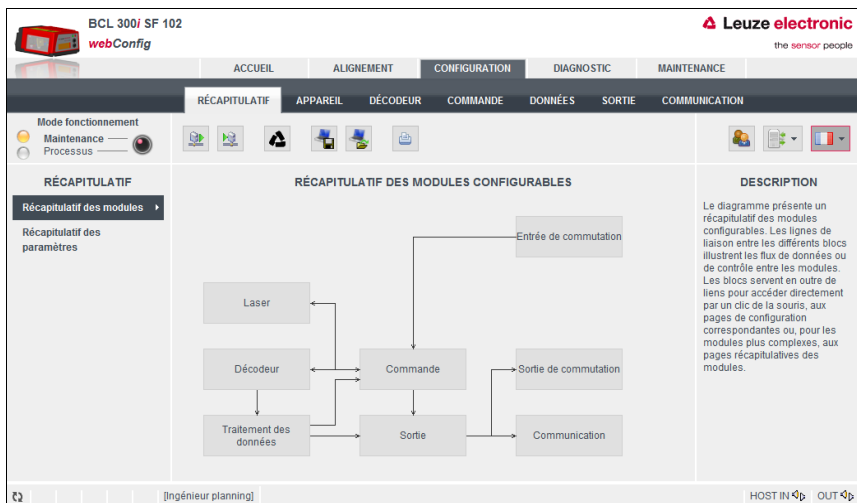 BCL 300i SF 102
webConfig
Leuze electronic
the sensor people
ACCUEIL ALIGNEMENT CONFIGURATION DIAGNOSTIC MAINTENANCE
RÉCAPITULATIF APPAREIL DÉCODEUR COMMANDE DONNÉES SORTIE COMMUNICATION
Mode fonctionnement
Maintenance
Processus
RÉCAPITULATIF
Récapitulatif des modules
Récapitulatif des
paramètres
RÉCAPITULATIF DES MODULES CONFIGURABLES
Entrée de commutation
Laser
Décodeur
Commande
Sortie de commutation
Traitement des
données
Sortie
Communication
DESCRIPTION
Le diagramme présente un
récapitulatif des modules
configurables. Les lignes de
liaison entre les différents blocs
illustrent les flux de données ou
de contrôle entre les modules.
Les blocs servent en outre de
liens pour accéder directement
par un clic de la souris, aux
pages de configuration
correspondantes ou, pour les
modules plus complexes, aux
pages récapitulatives des
modules.
[Ingénieur planning]
HOST IN OUT